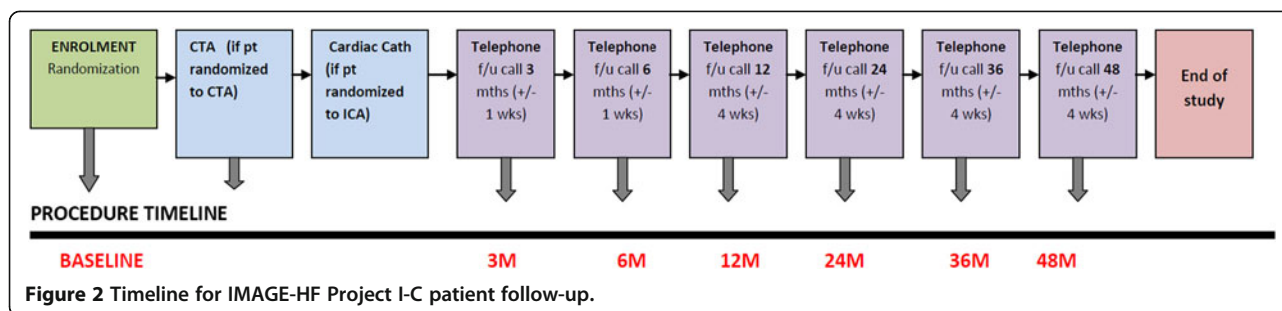 ENROLMENT
Randomization
CTA (if pt
randomized
to CTA)
Cardiac Cath
(if pt
randomized
to ICA)
Telephone
f/u call 3
mths (+/-
1 wks)
Telephone
f/u call 6
mths (+/-
1 wks)
Telephone
f/u call 12
mths (+/-
4 wks)
Telephone
f/u call 24
mths (+/-
4 wks)
Telephone
f/u call 36
mths (+/-
4 wks)
Telephone
f/u call 48
mths (+/-
4 wks)
End of
study
PROCEDURE TIMELINE
BASELINE 3M 6M 12M 24M 36M 48M
Figure 2 Timeline for IMAGE-HF Project I-C patient follow-up.